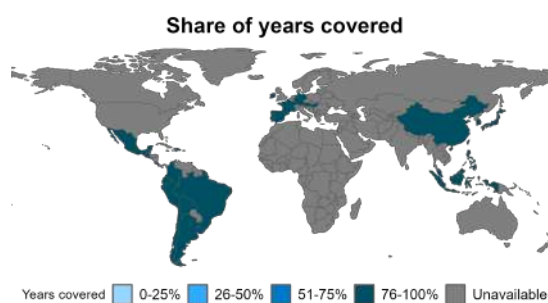 Share of years covered
Years covered 0-25% 26-50% 51-75% 76-100% Unavailable